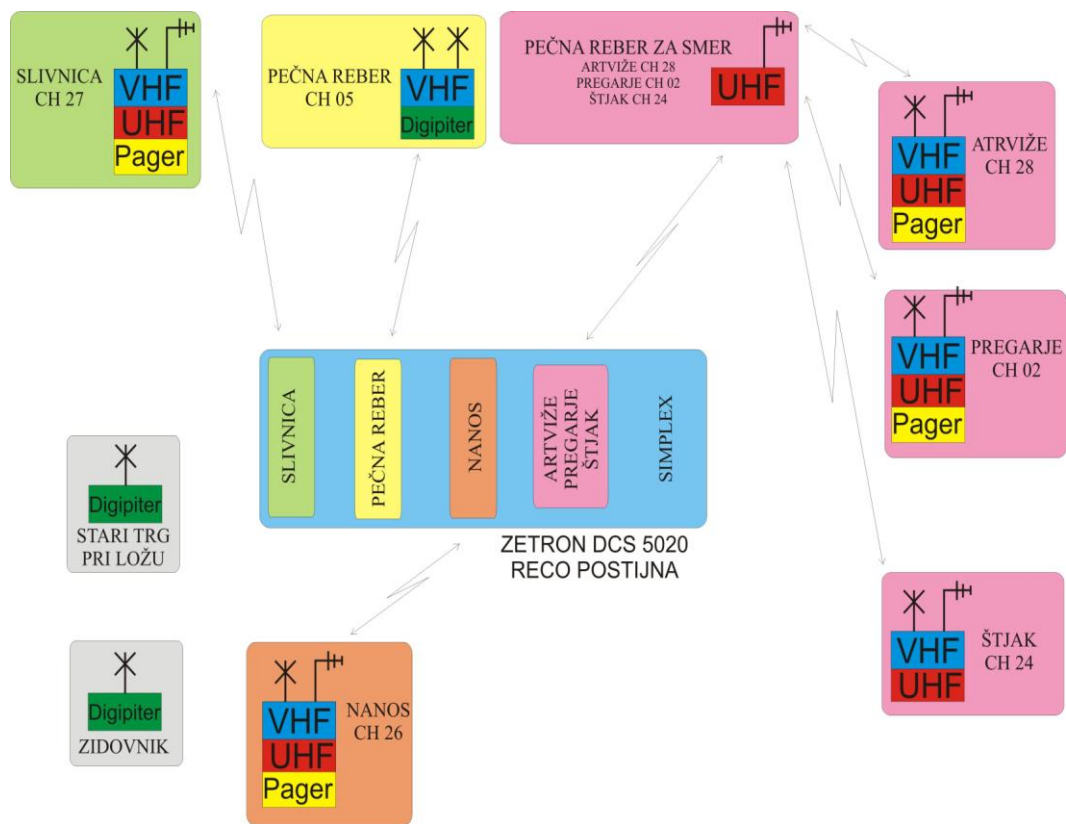 SLIVNICA
CH 27
VHF
UHF
Pager
PEČNA REBER
CH 05
VHF
Digipiter
PEČNA REBER ZA SMER
ARTVIŽE CH 28
PREGARJE CH 02
ŠTJAK CH 24
UHF
ATRVIŽE
CH 28
VHF
UHF
Pager
PREGARJE
CH 02
VHF
UHF
Pager
SLIVNICA
PEČNA REBER
NANOS
ARTVIŽE
PREGARJE
ŠTJAK
SIMPLEX
ZETRON DCS 5020
RECO POSTIJNA
Digipiter
STARI TRG
PRI LOŽU
Digipiter
ZIDOVNIK
VHF
UHF
Pager
NANOS
CH 26
VHF
UHF
ŠTJAK
CH 24